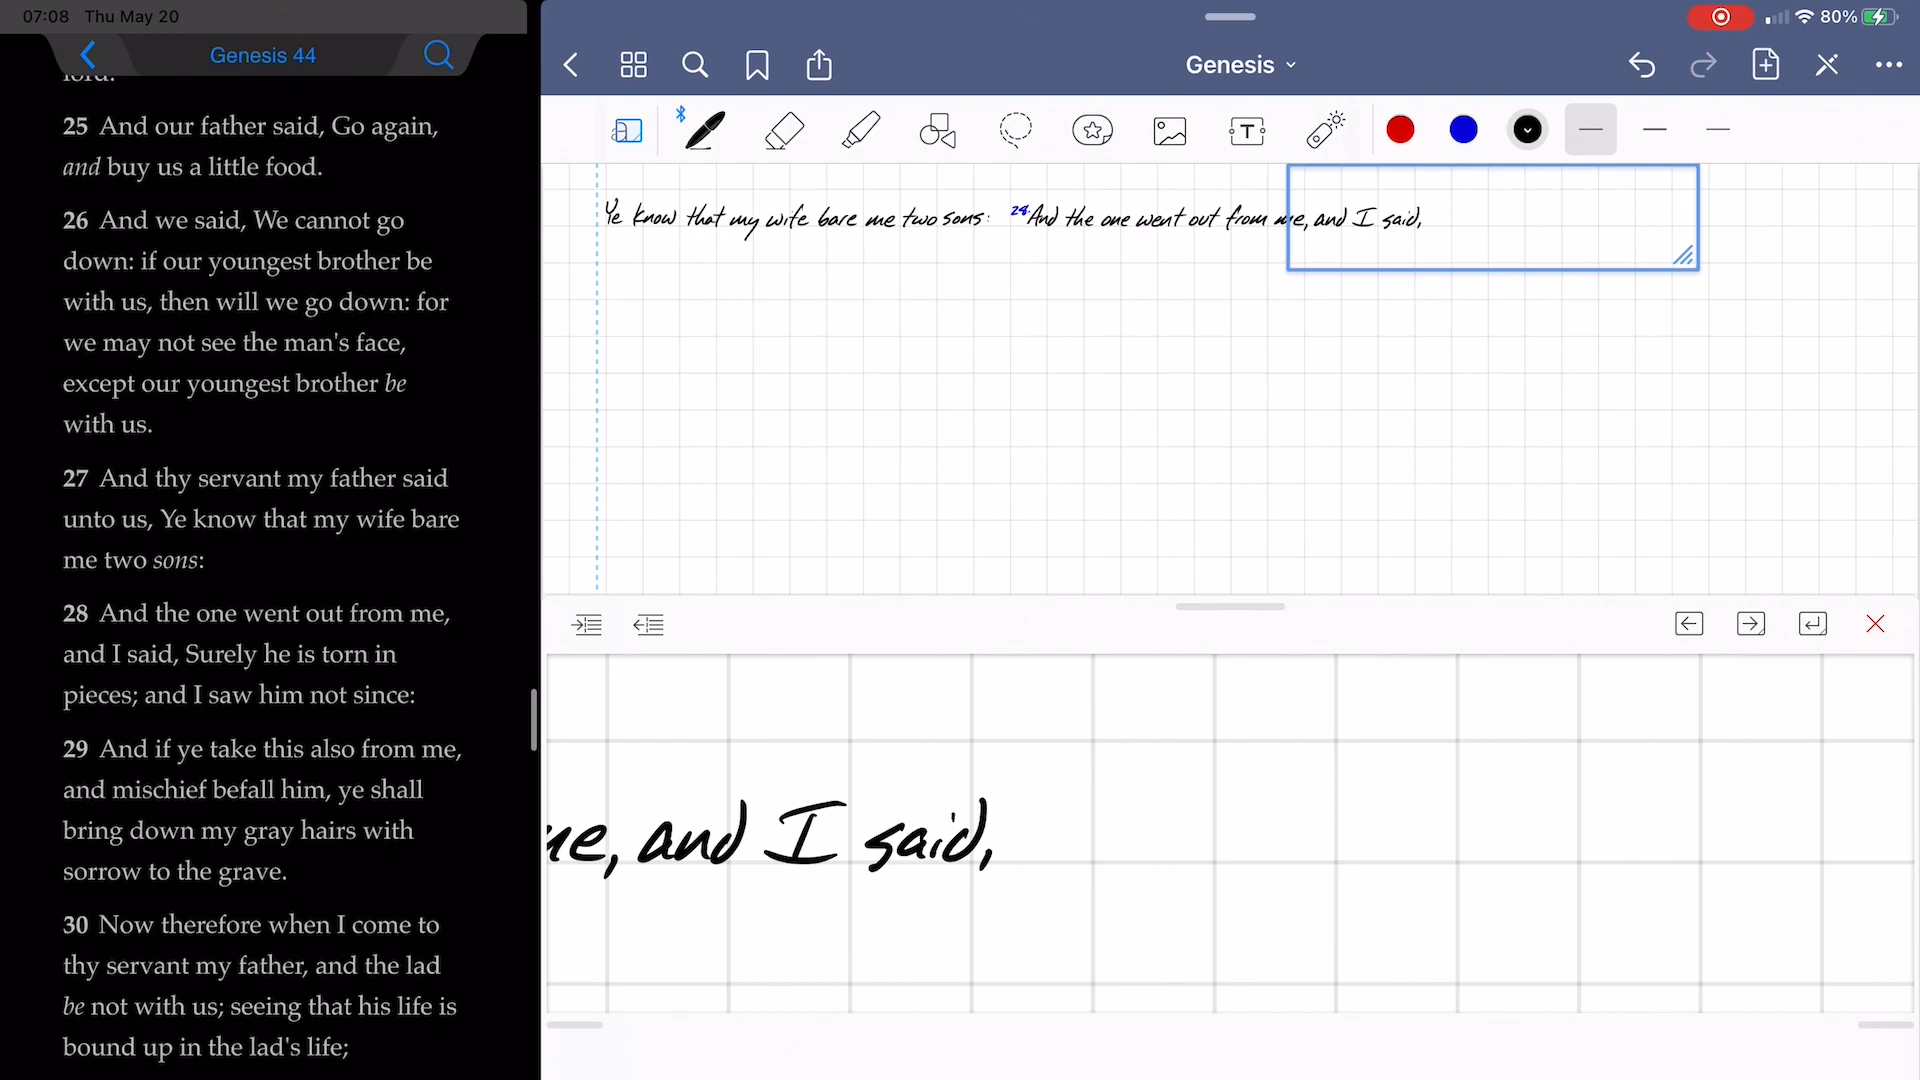 07:08 Thu May 20
80%
Genesis 44
lord.
25 And our father said, Go again,
and buy us a little food.
26 And we said, We cannot go
down: if our youngest brother be
with us, then will we go down: for
we may not see the man's face,
except our youngest brother be
with us.
27 And thy servant my father said
unto us, Ye know that my wife bare
me two sons:
28 And the one went out from me,
and I said, Surely he is torn in
pieces; and I saw him not since:
29 And if ye take this also from me,
and mischief befall him, ye shall
bring down my gray hairs with
sorrow to the grave.
30 Now therefore when I come to
thy servant my father, and the lad
be not with us; seeing that his life is
bound up in the lad's life;
Genesis
T
Ye know that my wife bare me two sons: 28. And the one went out from me, and I said,
me, and I said,